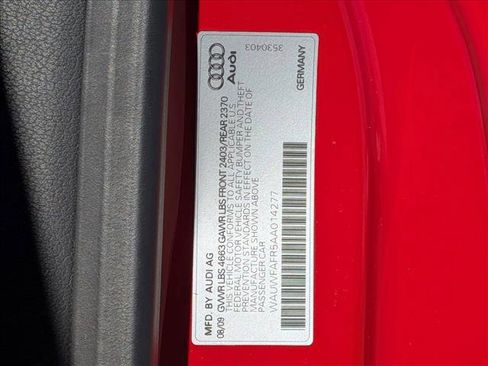 MFD. BY AUDI AG
08/09 GVWR LBS 4663 GAWR LBS FRONT 2403/REAR 2370
THIS VEHICLE CONFORMS TO ALL APPLICABLE U.S.
FEDERAL MOTOR VEHICLE SAFETY BUMPER AND THEFT
PREVENTION STANDARDS IN EFFECT ON THE DATE OF
MANUFACTURE SHOWN ABOVE
PASSENGER CAR
WAUWFAFR5AA014277
Audi
3530403
GERMANY